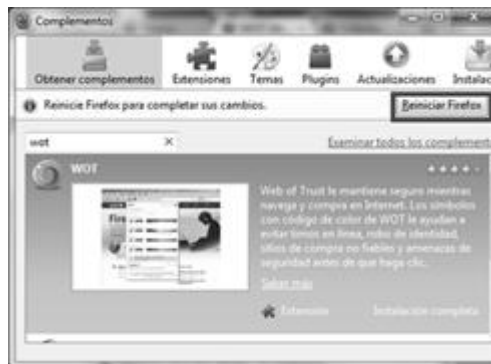 Complementos
Obtener complementos Extensiones Temas Plugins Actualizaciones Instalac
Reinicie Firefox para completar sus cambios. Reiniciar Firefox
wot Examinar todos los complement
WOT
Web of Trust le mantiene seguro mientras
navega y compra en Internet. Los símbolos
con código de color de WOT le ayudan a
evitar timos en línea, robo de identidad,
sitios de compra no fiables y amenazas de
seguridad antes de que haga clic.
Saber más
Extensión Instalación completa